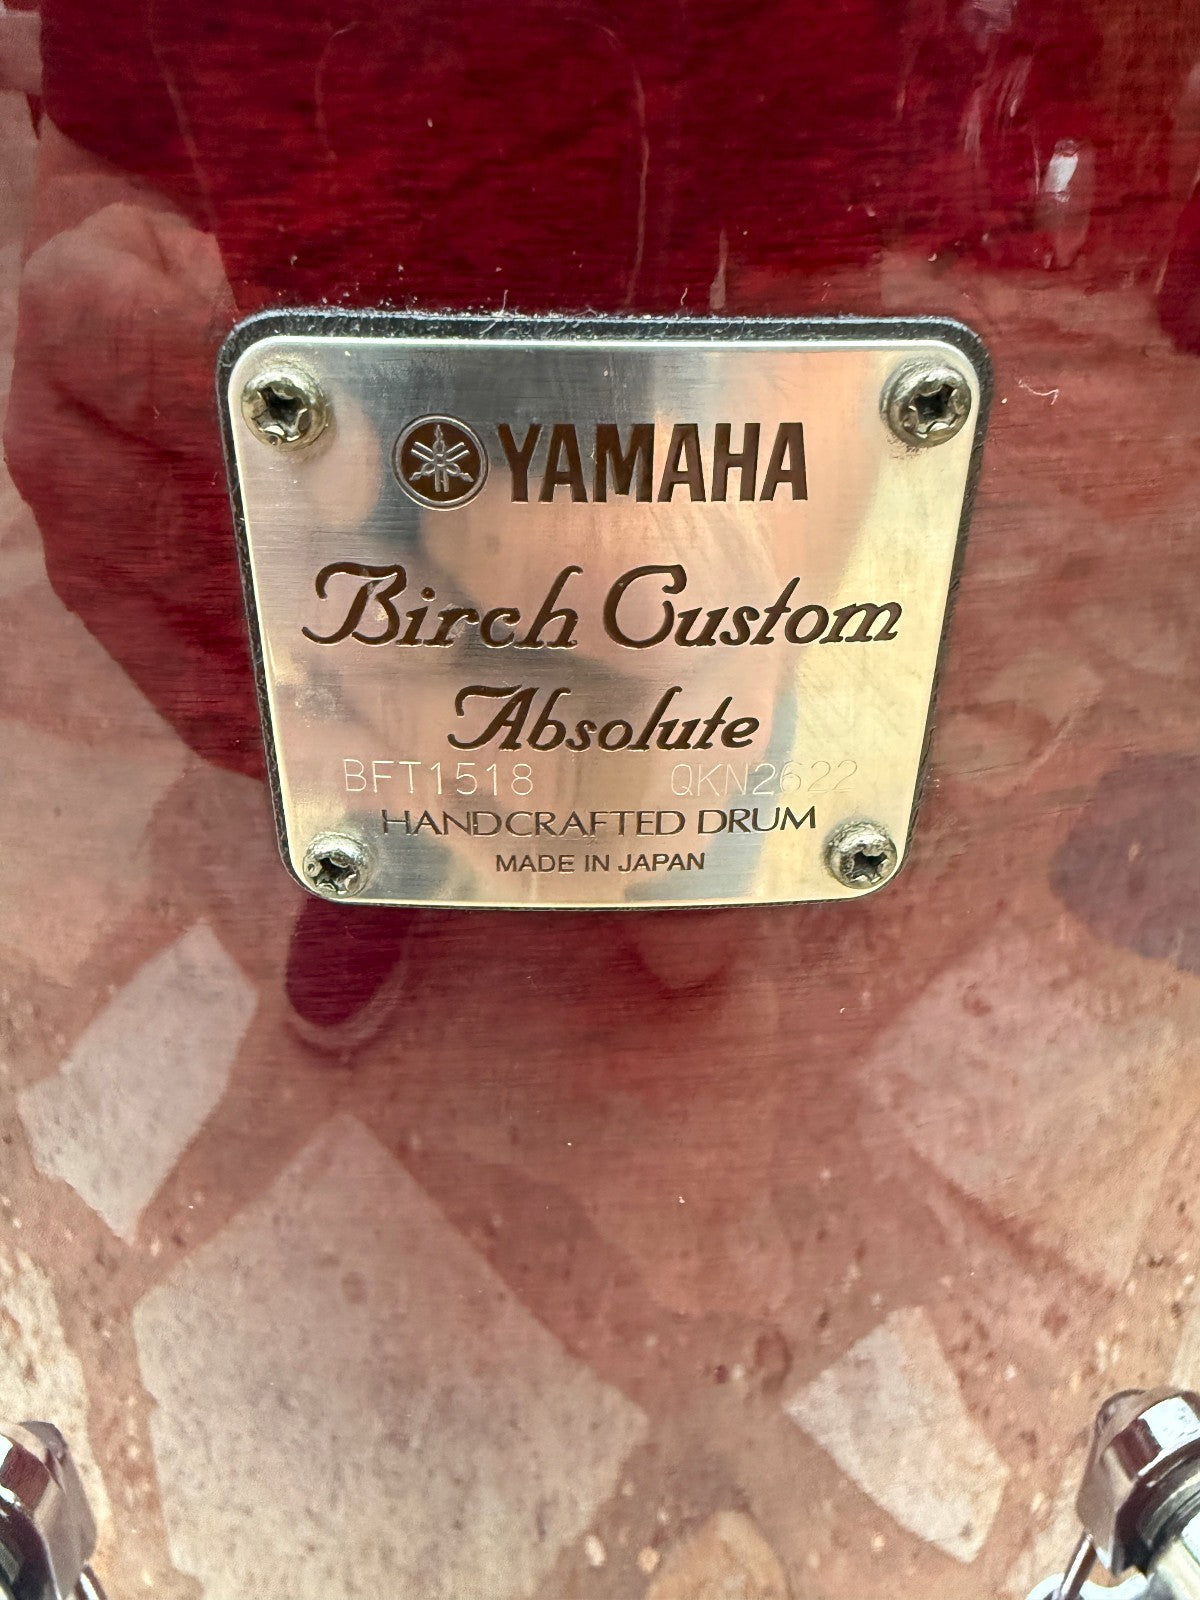 YAMAHA
Birch Custom
Absolute
BFT1518 QKN2622
HANDCRAFTED DRUM
MADE IN JAPAN